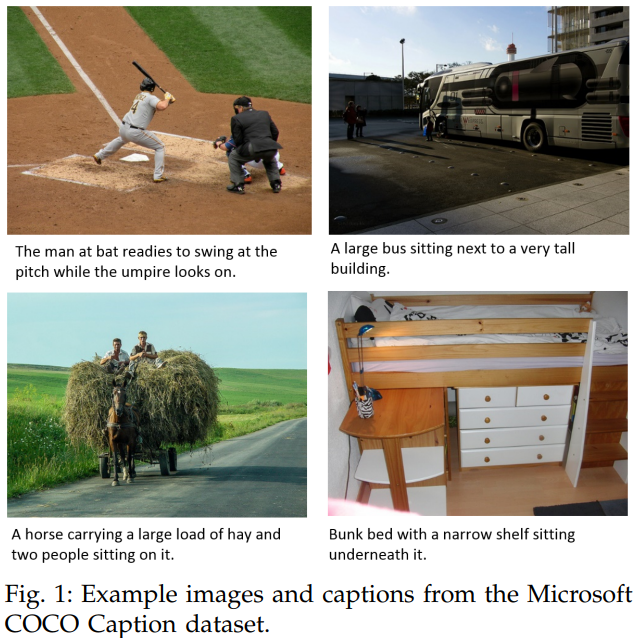 The man at bat readies to swing at the
pitch while the umpire looks on.
A large bus sitting next to a very tall
building.
A horse carrying a large load of hay and
two people sitting on it.
Bunk bed with a narrow shelf sitting
underneath it.
Fig. 1: Example images and captions from the Microsoft
COCO Caption dataset.